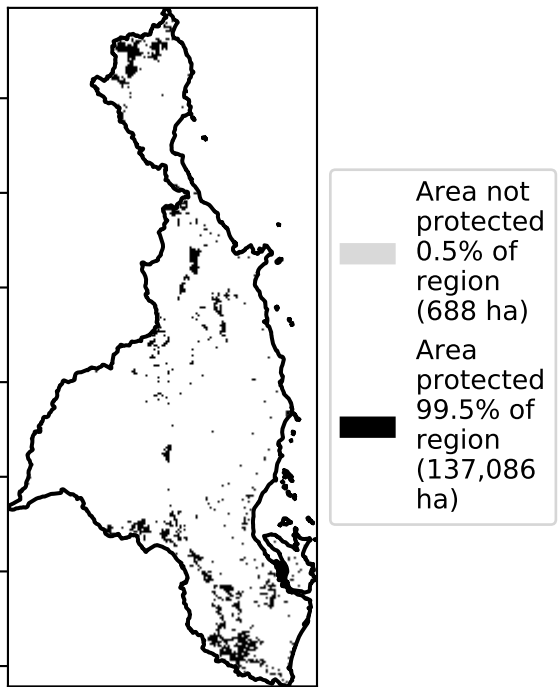 Area not
protected
0.5% of
region
(688 ha)
Area
protected
99.5% of
region
(137,086
ha)